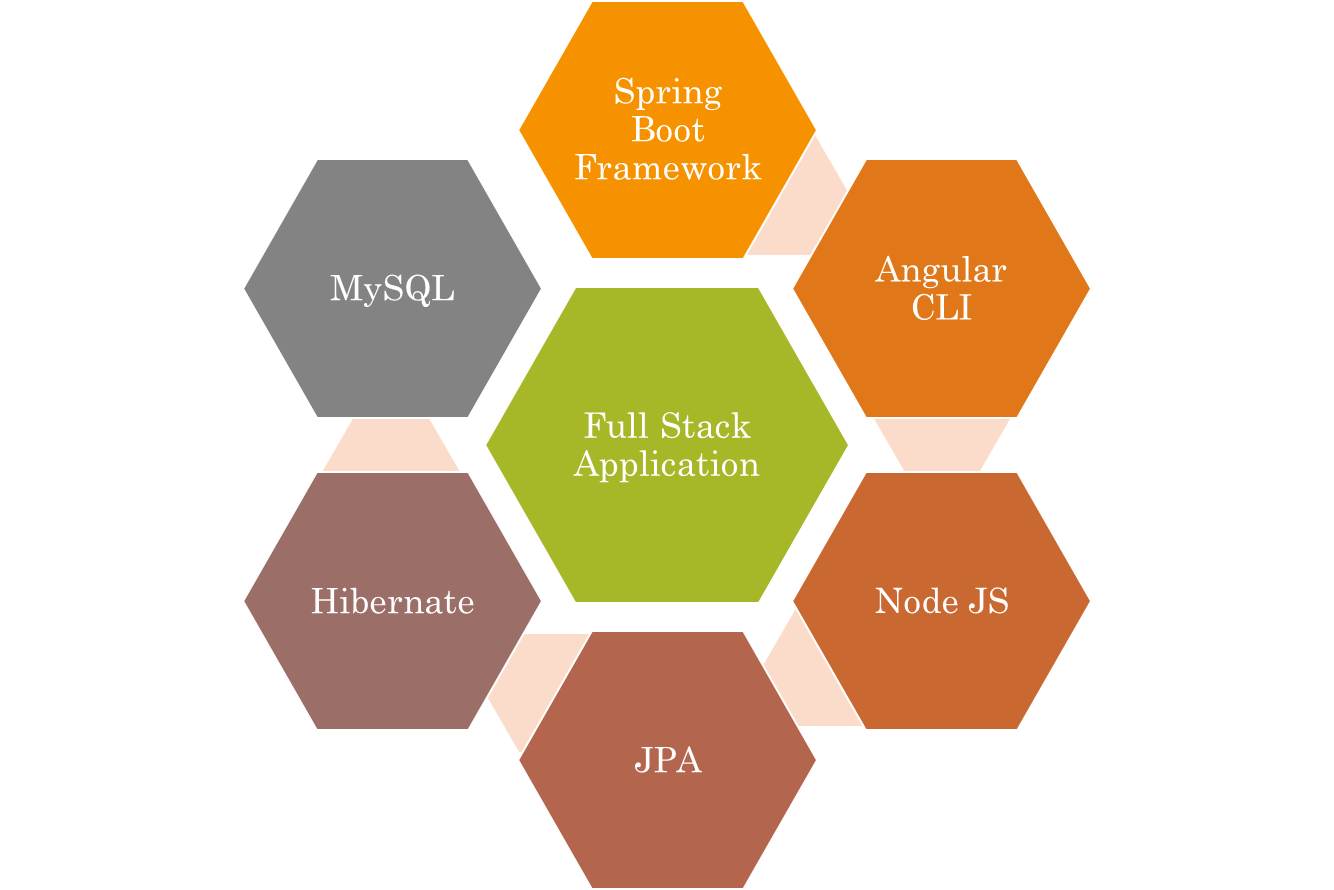 Spring
Boot
Framework
MySQL
Angular
CLI
Full Stack
Application
Hibernate
Node JS
JPA